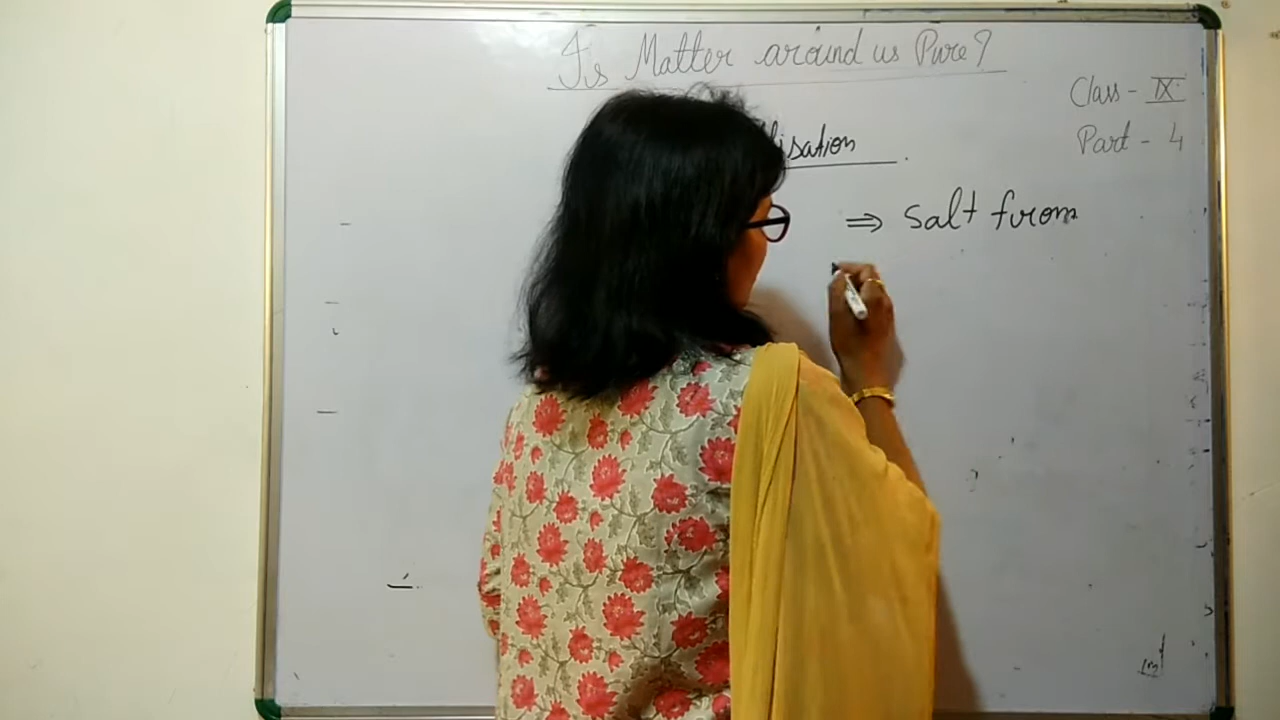 Is Matter around us Pure?
Class - IX
Part - 4
lisation
⇒ Salt from